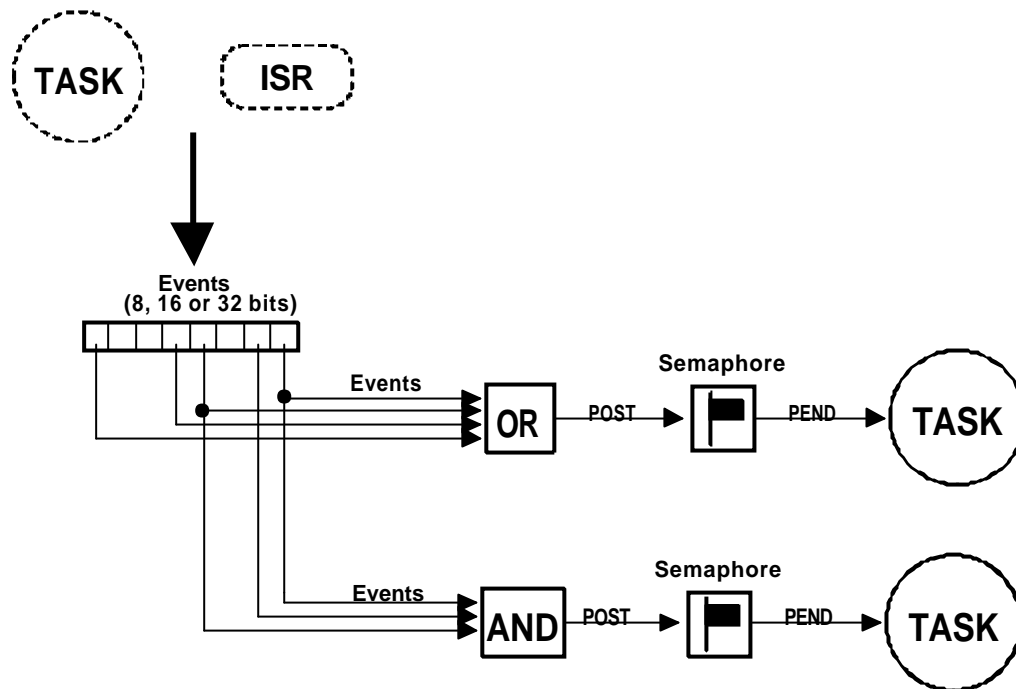 TASK
ISR
Events
(8, 16 or 32 bits)
Events
OR
POST
Semaphore
PEND
TASK
Events
AND
POST
Semaphore
PEND
TASK